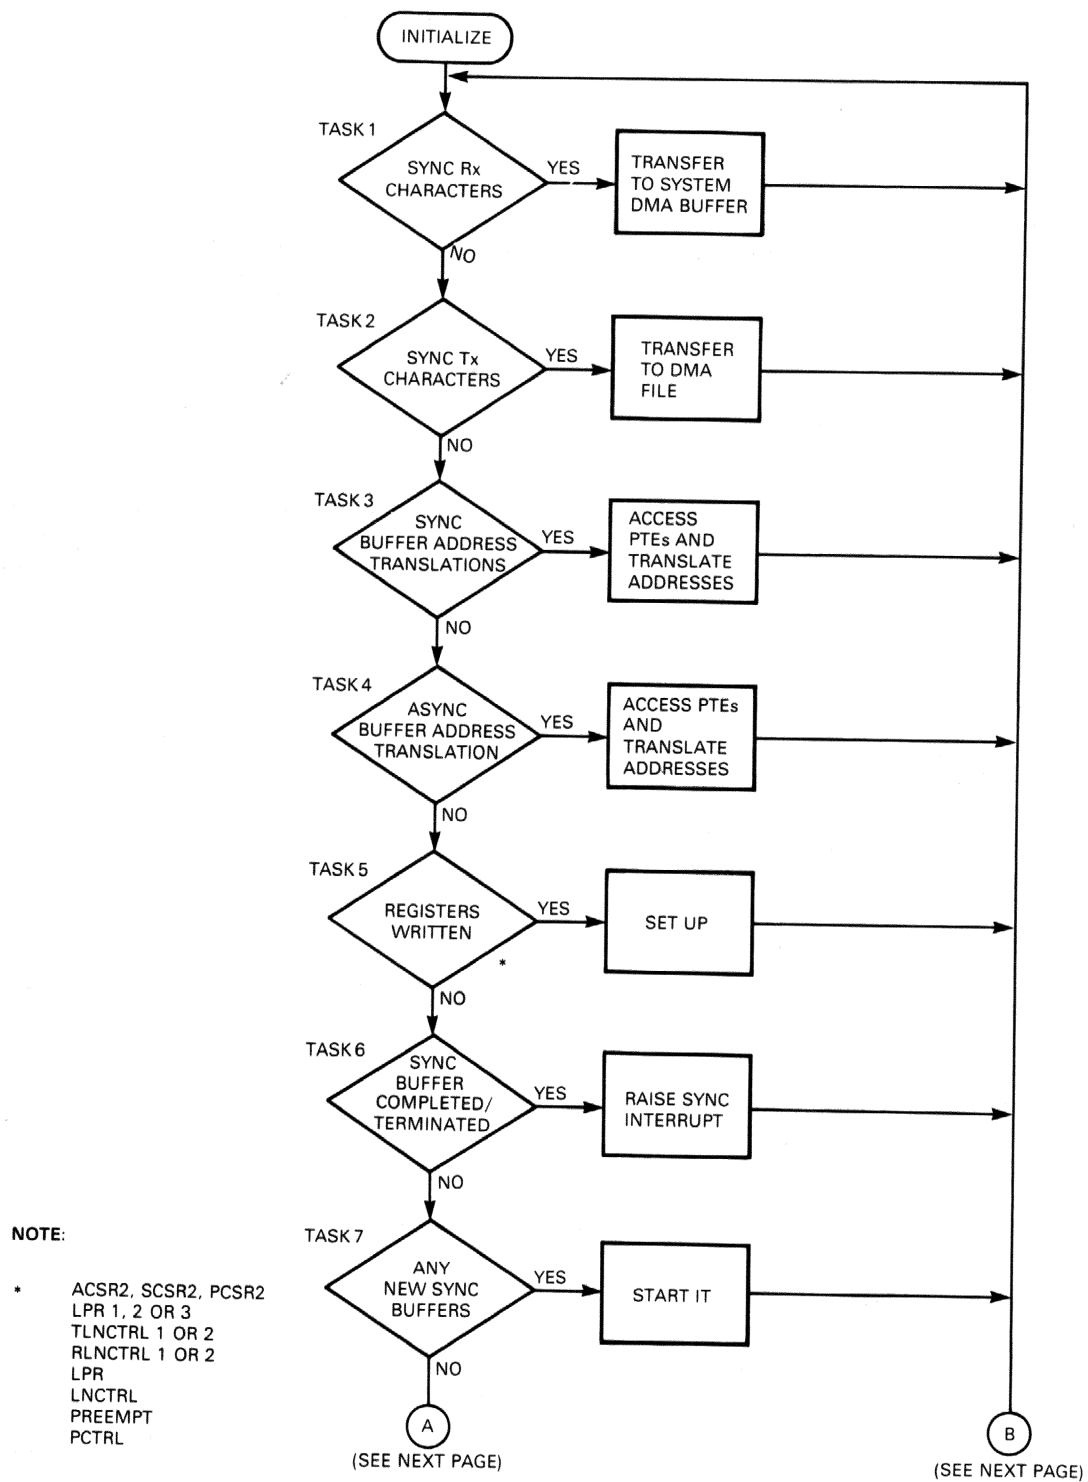 INITIALIZE
TASK 1
SYNC Rx
CHARACTERS
YES
TRANSFER
TO SYSTEM
DMA BUFFER
NO
TASK 2
SYNC Tx
CHARACTERS
YES
TRANSFER
TO DMA
FILE
NO
TASK 3
SYNC
BUFFER ADDRESS
TRANSLATIONS
YES
ACCESS
PTEs AND
TRANSLATE
ADDRESSES
NO
TASK 4
ASYNC
BUFFER ADDRESS
TRANSLATION
YES
ACCESS PTEs
AND
TRANSLATE
ADDRESSES
NO
TASK 5
REGISTERS
WRITTEN
*
YES
SET UP
NO
TASK 6
SYNC
BUFFER
COMPLETED/
TERMINATED
YES
RAISE SYNC
INTERRUPT
NO
TASK 7
ANY
NEW SYNC
BUFFERS
YES
START IT
NO
A
(SEE NEXT PAGE)
B
(SEE NEXT PAGE)
NOTE:
* ACSR2, SCSR2, PCSR2
LPR 1, 2 OR 3
TLNCTRL 1 OR 2
RLNCTRL 1 OR 2
LPR
LNCTRL
PREEMPT
PCTRL